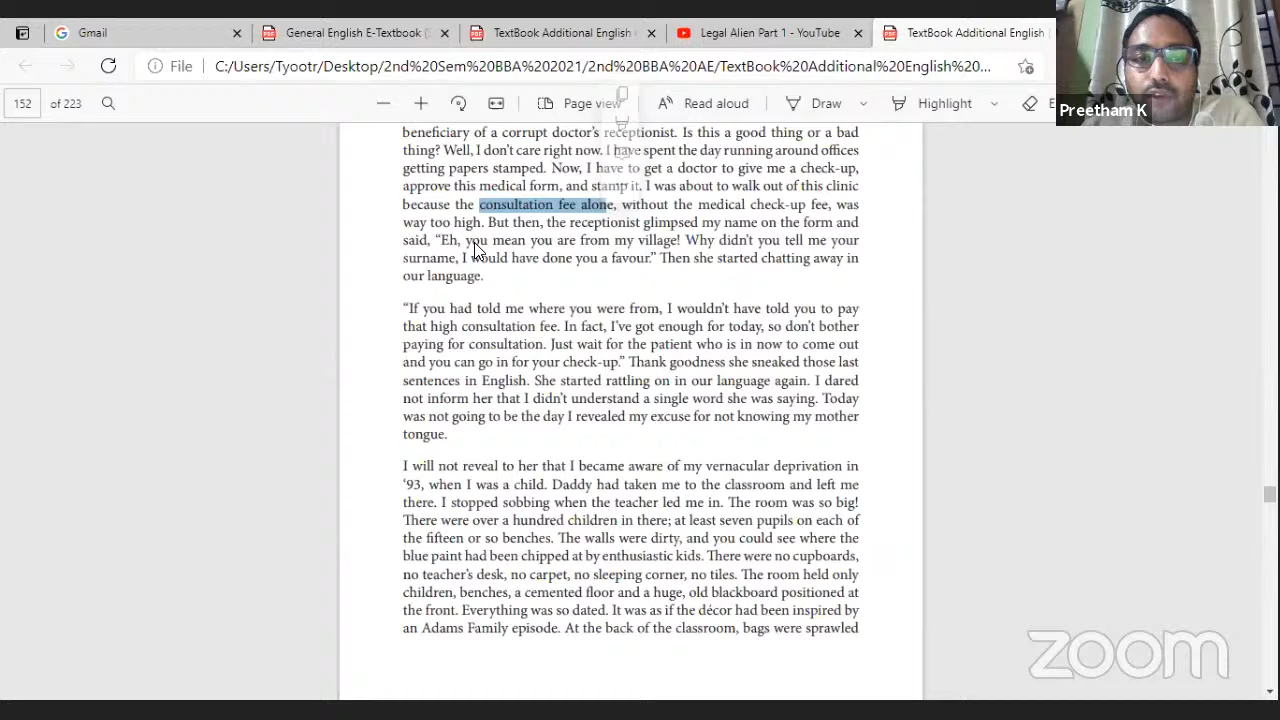 Gmail
General English E-Textbook (S
TextBook Additional English
Legal Alien Part 1 - YouTube
TextBook Additional English
File
C:/Users/Tyootr/Desktop/2nd%20Sem%20BBA%202021/2nd%20BBA%20AE/TextBook%20Additional%20English%20...
152 of 223
Page view
Read aloud
Draw
Highlight
Preetham K
beneficiary of a corrupt doctor's receptionist. Is this a good thing or a bad
thing? Well, I don't care right now. I have spent the day running around offices
getting papers stamped. Now, I have to get a doctor to give me a check-up,
approve this medical form, and stamp it. I was about to walk out of this clinic
because the consultation fee alone, without the medical check-up fee, was
way too high. But then, the receptionist glimpsed my name on the form and
said, “Eh, you mean you are from my village! Why didn't you tell me your
surname, I would have done you a favour.” Then she started chatting away in
our language.
“If you had told me where you were from, I wouldn't have told you to pay
that high consultation fee. In fact, I've got enough for today, so don't bother
paying for consultation. Just wait for the patient who is in now to come out
and you can go in for your check-up.” Thank goodness she sneaked those last
sentences in English. She started rattling on in our language again. I dared
not inform her that I didn't understand a single word she was saying. Today
was not going to be the day I revealed my excuse for not knowing my mother
tongue.
I will not reveal to her that I became aware of my vernacular deprivation in
‘93, when I was a child. Daddy had taken me to the classroom and left me
there. I stopped sobbing when the teacher led me in. The room was so big!
There were over a hundred children in there; at least seven pupils on each of
the fifteen or so benches. The walls were dirty, and you could see where the
blue paint had been chipped at by enthusiastic kids. There were no cupboards,
no teacher's desk, no carpet, no sleeping corner, no tiles. The room held only
children, benches, a cemented floor and a huge, old blackboard positioned at
the front. Everything was so dated. It was as if the décor had been inspired by
an Adams Family episode. At the back of the classroom, bags were sprawled
zoom